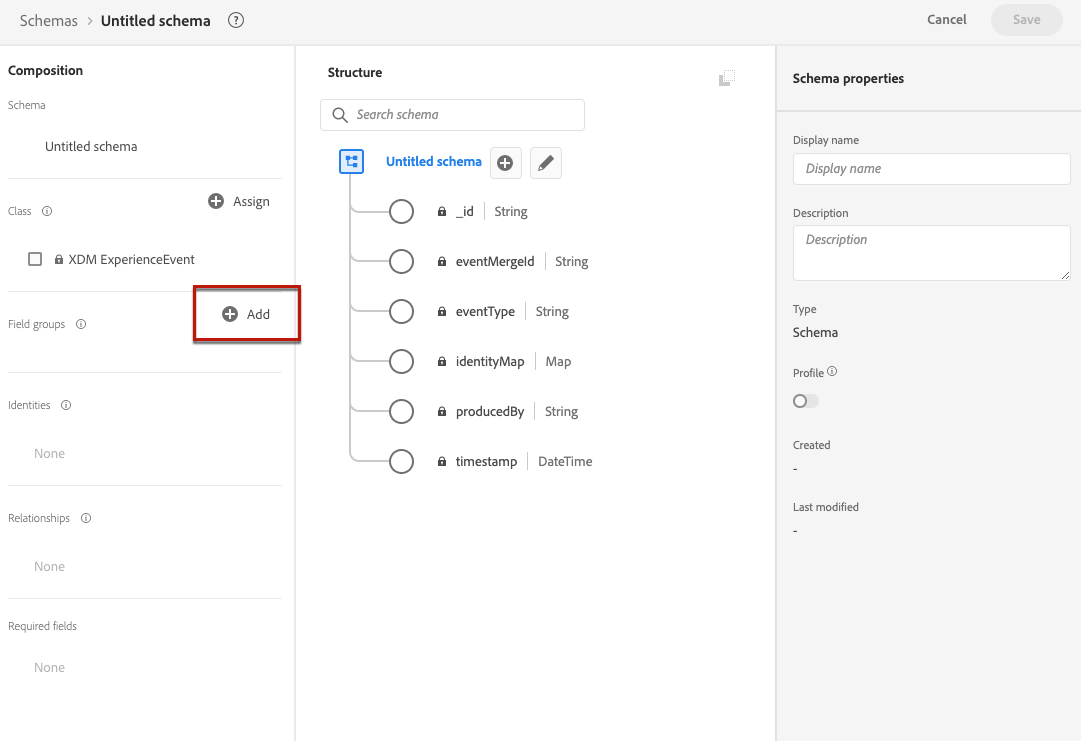 Schemas > Untitled schema ?
Cancel
Save
Composition
Schema
Untitled schema
Class
Assign
XDM ExperienceEvent
Field groups
Add
Identities
None
Relationships
None
Required fields
None
Structure
Search schema
Untitled schema
_id String
eventMergeId String
eventType String
identityMap Map
producedBy String
timestamp DateTime
Schema properties
Display name
Display name
Description
Description
Type
Schema
Profile
Created
-
Last modified
-